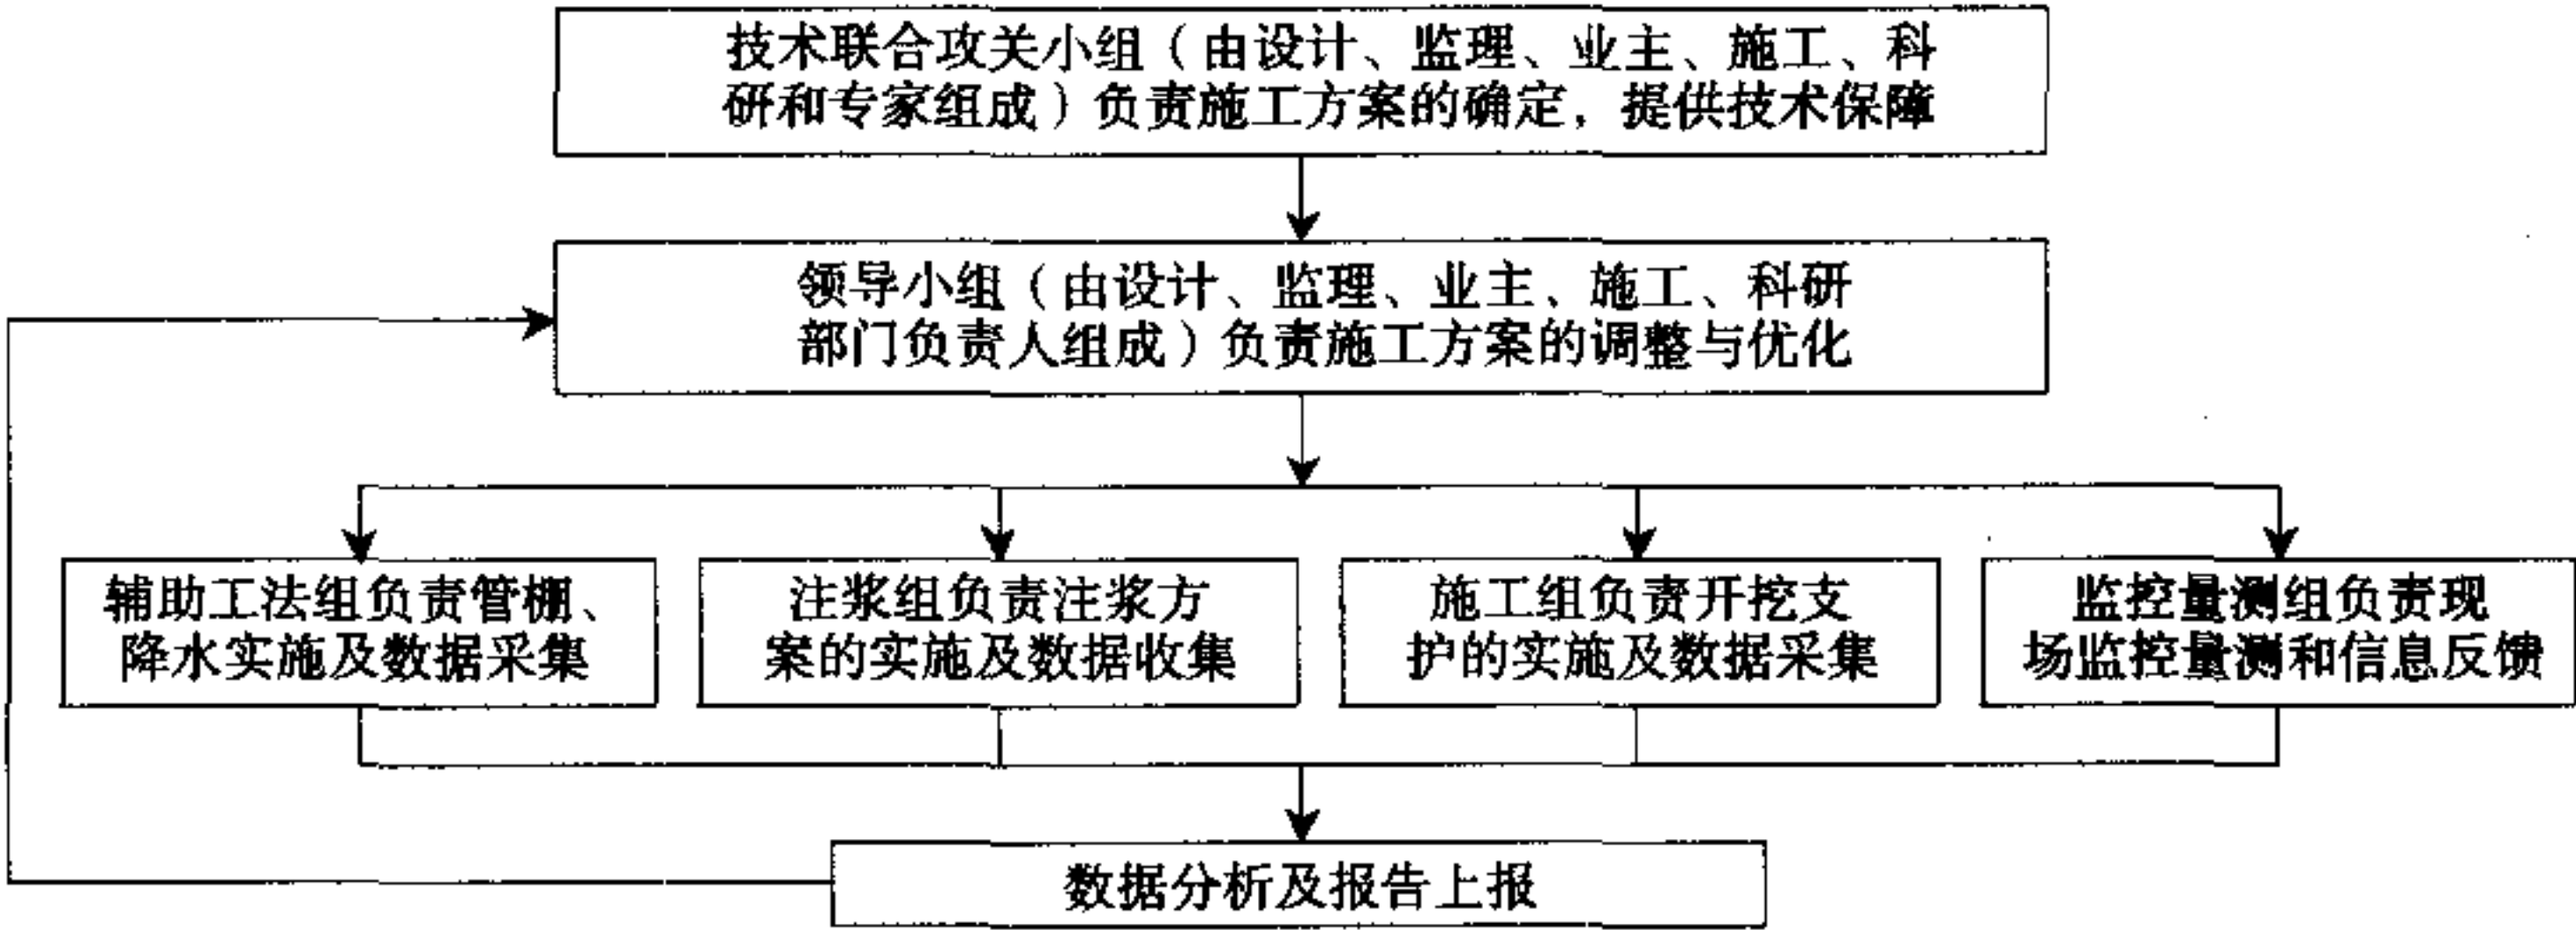 技术联合攻关小组（由设计、监理、业主、施工、科
研和专家组成）负责施工方案的确定，提供技术保障
领导小组（由设计、监理、业主、施工、科研
部门负责人组成）负责施工方案的调整与优化
辅助工法组负责管棚、
降水实施及数据采集
注浆组负责注浆方
案的实施及数据收集
施工组负责开挖支
护的实施及数据采集
监控量测组负责现
场监控量测和信息反馈
数据分析及报告上报